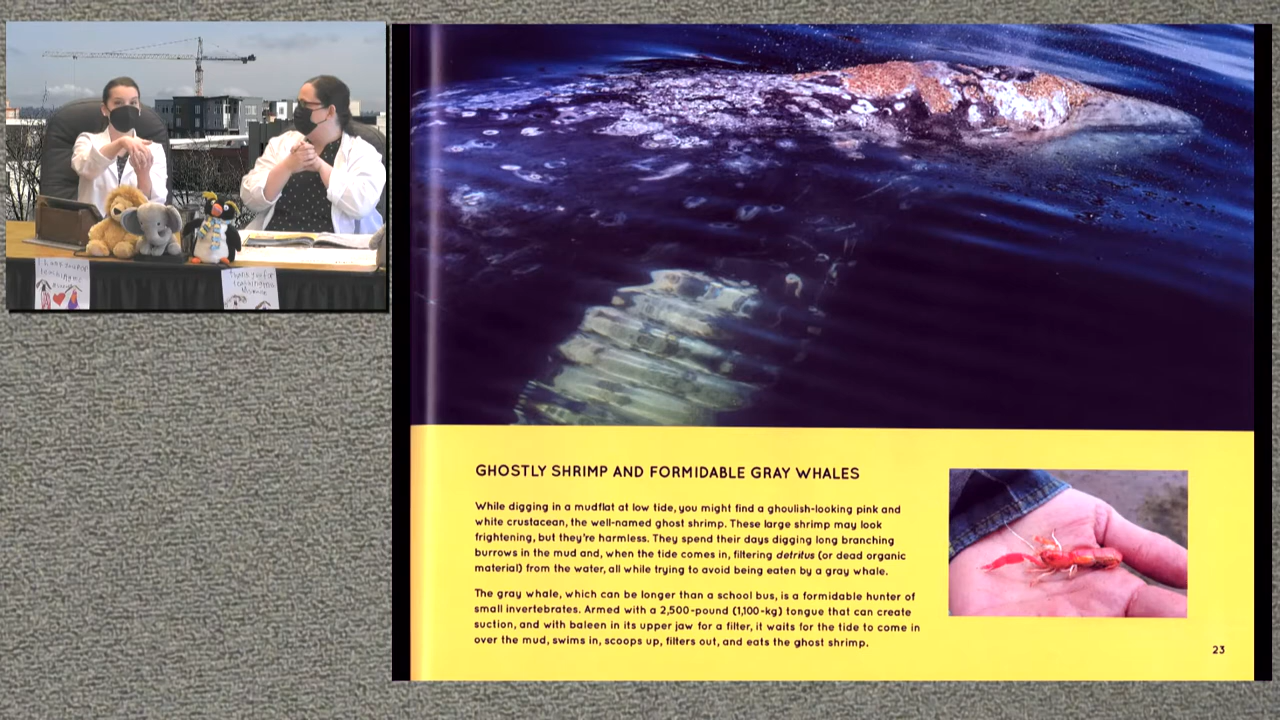 GHOSTLY SHRIMP AND FORMIDABLE GRAY WHALES
While digging in a mudflat at low tide, you might find a ghoulish-looking pink and
white crustacean, the well-named ghost shrimp. These large shrimp may look
frightening, but they're harmless. They spend their days digging long branching
burrows in the mud and, when the tide comes in, filtering detritus (or dead organic
material) from the water, all while trying to avoid being eaten by a gray whale.
The gray whale, which can be longer than a school bus, is a formidable hunter of
small invertebrates. Armed with a 2,500-pound (1,100-kg) tongue that can create
suction, and with baleen in its upper jaw for a filter, it waits for the tide to come in
over the mud, swims in, scoops up, filters out, and eats the ghost shrimp.
23